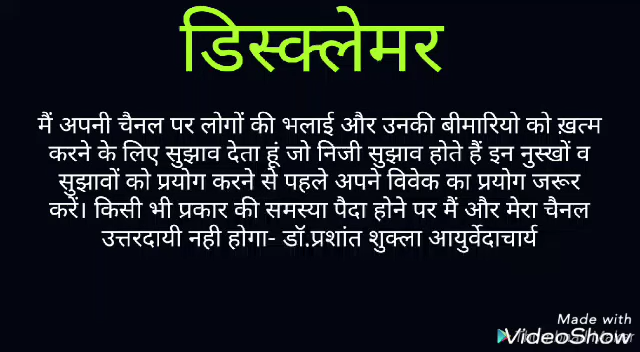 डिस्क्लेमर
मैं अपनी चैनल पर लोगों की भलाई और उनकी बीमारियो को ख़त्म
करने के लिए सुझाव देता हूं जो निजी सुझाव होते हैं इन नुस्खों व
सुझावों को प्रयोग करने से पहले अपने विवेक का प्रयोग जरूर
करें। किसी भी प्रकार की समस्या पैदा होने पर मैं और मेरा चैनल
उत्तरदायी नही होगा- डॉ.प्रशांत शुक्ला आयुर्वेदाचार्य
Made with
VideoShow